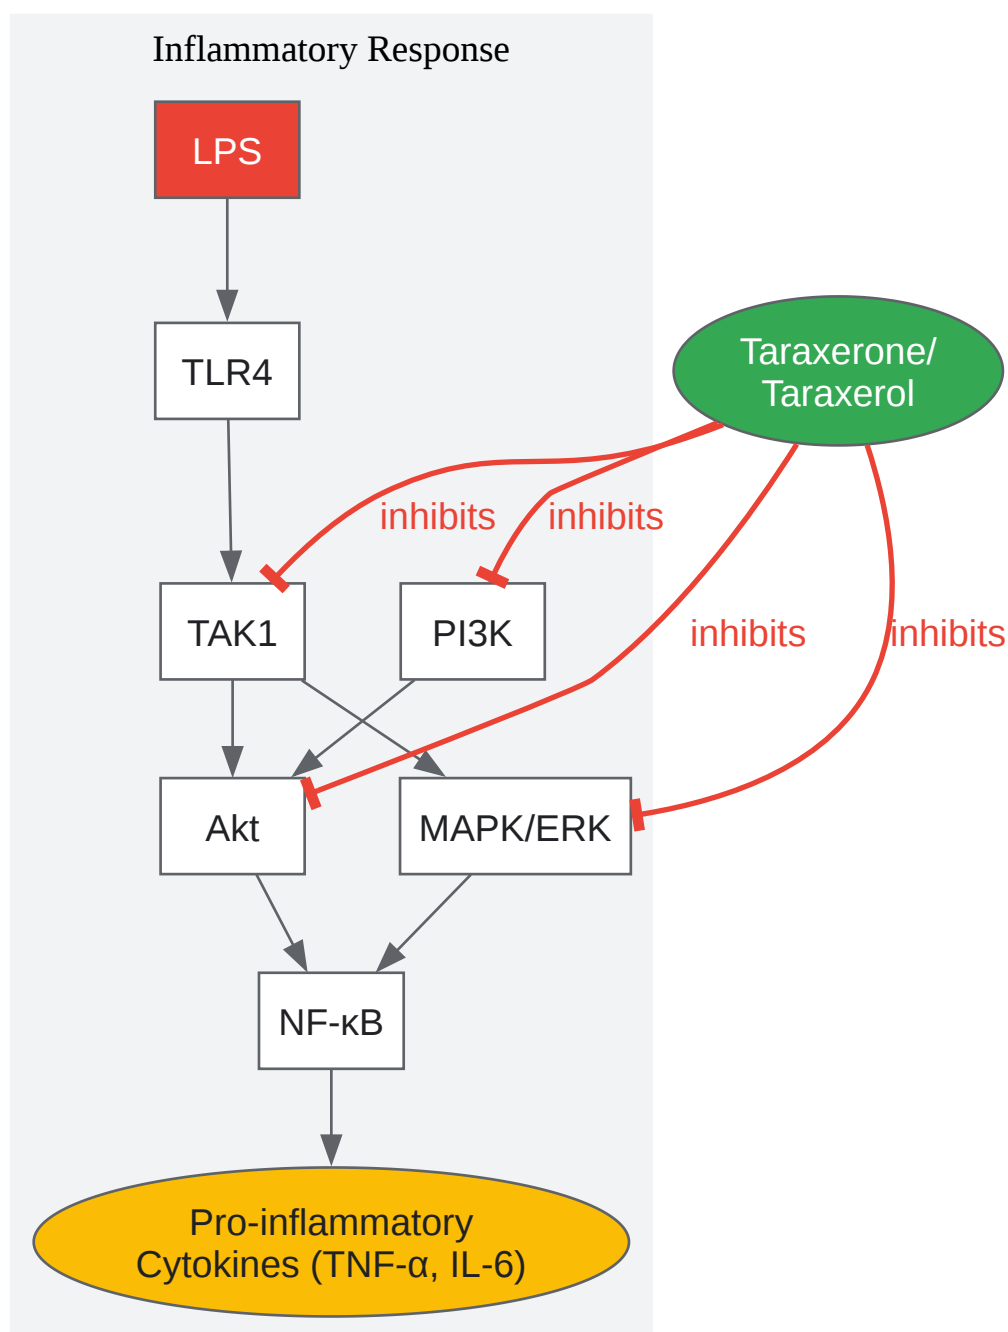 Inflammatory Response
LPS
TLR4
Taraxerone/
Taraxerol
inhibits
inhibits
TAK1
PI3K
inhibits
inhibits
Akt
MAPK/ERK
NF-κB
Pro-inflammatory
Cytokines (TNF-α, IL-6)